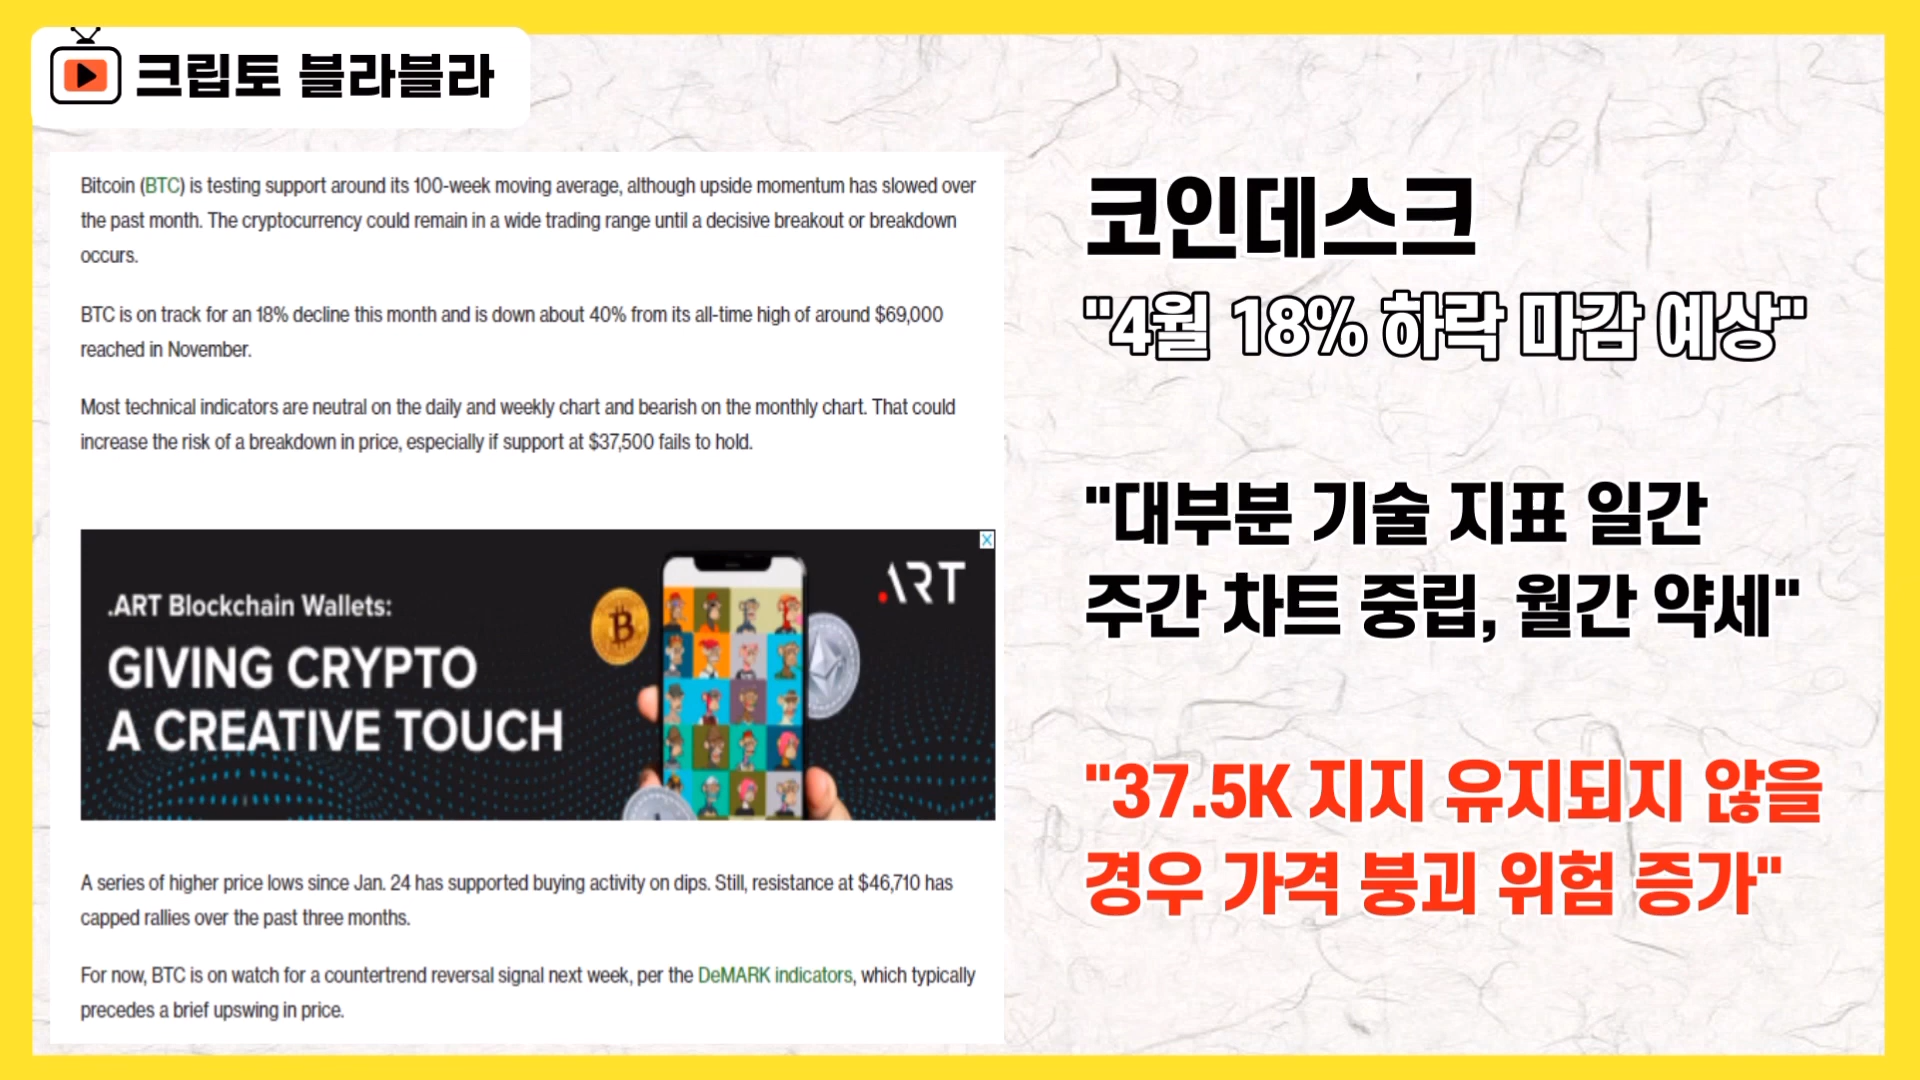 크립토 블라블라
Bitcoin (BTC) is testing support around its 100-week moving average, although upside momentum has slowed over
the past month. The cryptocurrency could remain in a wide trading range until a decisive breakout or breakdown
occurs.
BTC is on track for an 18% decline this month and is down about 40% from its all-time high of around $69,000
reached in November.
Most technical indicators are neutral on the daily and weekly chart and bearish on the monthly chart. That could
increase the risk of a breakdown in price, especially if support at $37,500 fails to hold.
.ART Blockchain Wallets:
GIVING CRYPTO
A CREATIVE TOUCH
.ART
A series of higher price lows since Jan. 24 has supported buying activity on dips. Still, resistance at $46,710 has
capped rallies over the past three months.
For now, BTC is on watch for a countertrend reversal signal next week, per the DeMARK indicators, which typically
precedes a brief upswing in price.
코인데스크
"4월 18% 하락 마감 예상"
"대부분 기술 지표 일간
주간 차트 중립, 월간 약세"
"37.5K 지지 유지되지 않을
경우 가격 붕괴 위험 증가"